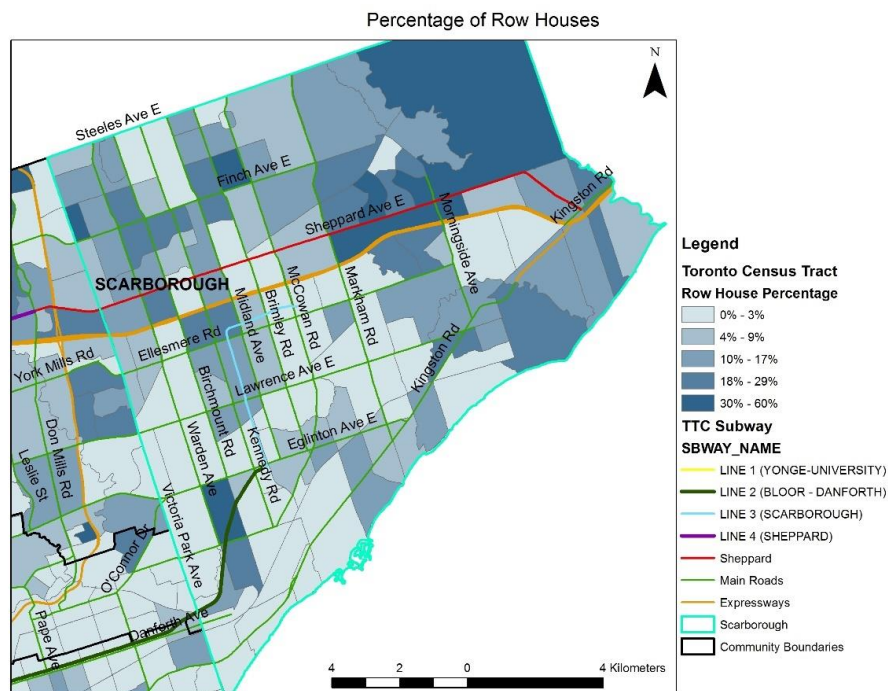 Percentage of Row Houses
N
Steeles Ave E
Finch Ave E
Sheppard Ave E
Kingston Rd
Morningside Ave
SCARBOROUGH
McCowan Rd
Brimley Rd
Midland Ave
Markham Rd
Ellesmere Rd
York Mills Rd
Lawrence Ave E
Kingston Rd
Birchmount Rd
Eglinton Ave E
Warden Ave
Kennedy Rd
Don Mills Rd
Leslie St
Victoria Park Ave
O'Connor Dr
Pape Ave
Danforth Ave
4 2 0 4 Kilometers
Legend
Toronto Census Tract
Row House Percentage
0% - 3%
4% - 9%
10% - 17%
18% - 29%
30% - 60%
TTC Subway
SBWAY_NAME
LINE 1 (YONGE-UNIVERSITY)
LINE 2 (BLOOR - DANFORTH)
LINE 3 (SCARBOROUGH)
LINE 4 (SHEPPARD)
Sheppard
Main Roads
Expressways
Scarborough
Community Boundaries